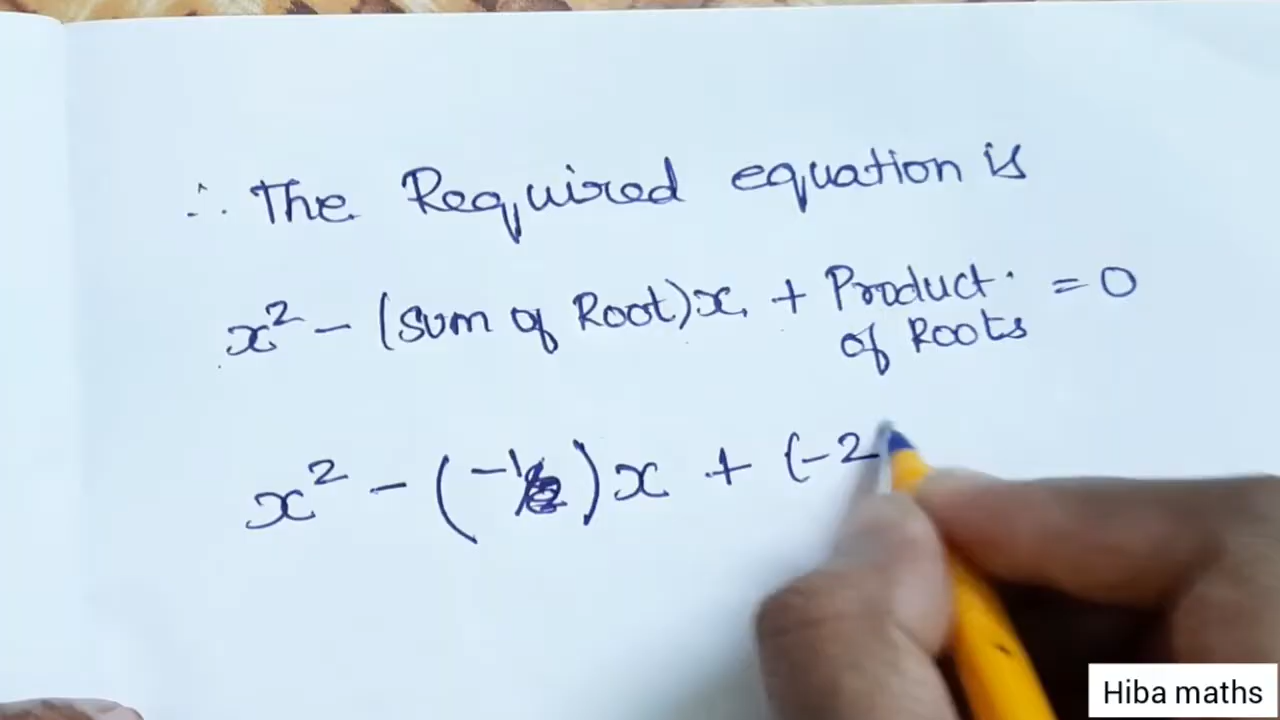 ∴ The Required equation is
x² - (sum of Root)x + Product = 0
of Roots
x² - (-1/2)x + (-2
Hiba maths